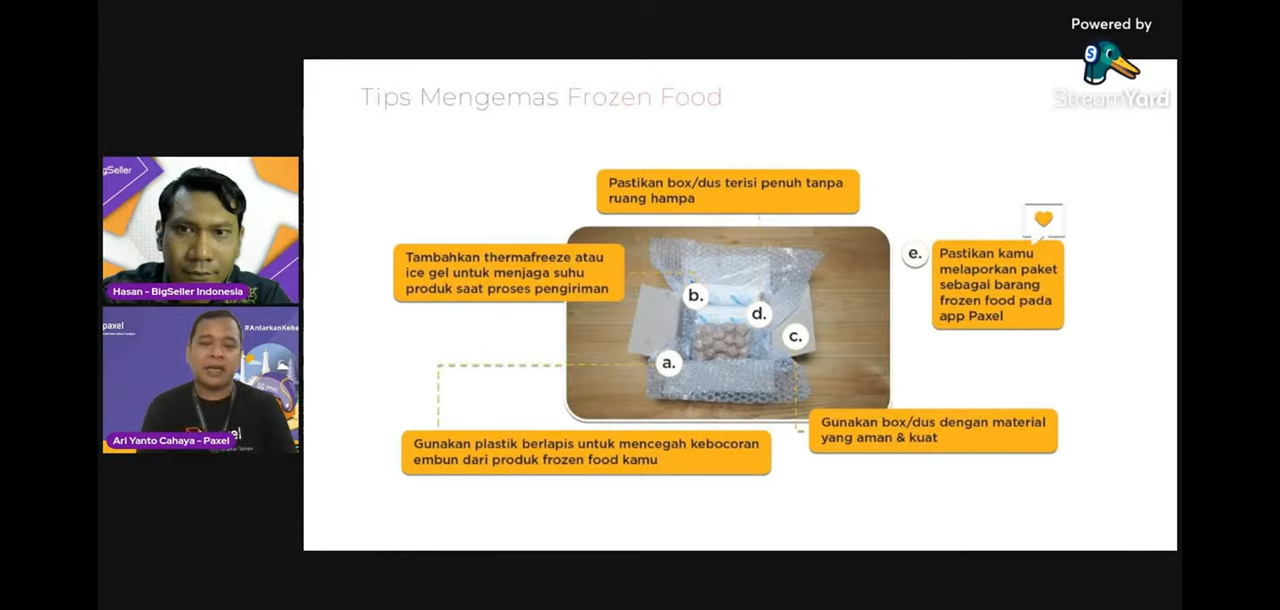 Powered by
StreamYard
Tips Mengemas Frozen Food
Pastikan box/dus terisi penuh tanpa
ruang hampa
Tambahkan thermafreeze atau
ice gel untuk menjaga suhu
produk saat proses pengiriman
e.
Pastikan kamu
melaporkan paket
sebagai barang
frozen food pada
app Paxel
b.
d.
c.
a.
Gunakan plastik berlapis untuk mencegah kebocoran
embun dari produk frozen food kamu
Gunakan box/dus dengan material
yang aman & kuat
gSeller
Hasan - BigSeller Indonesia
paxel
#AntarkanKeba
Ari Yanto Cahaya - Paxel